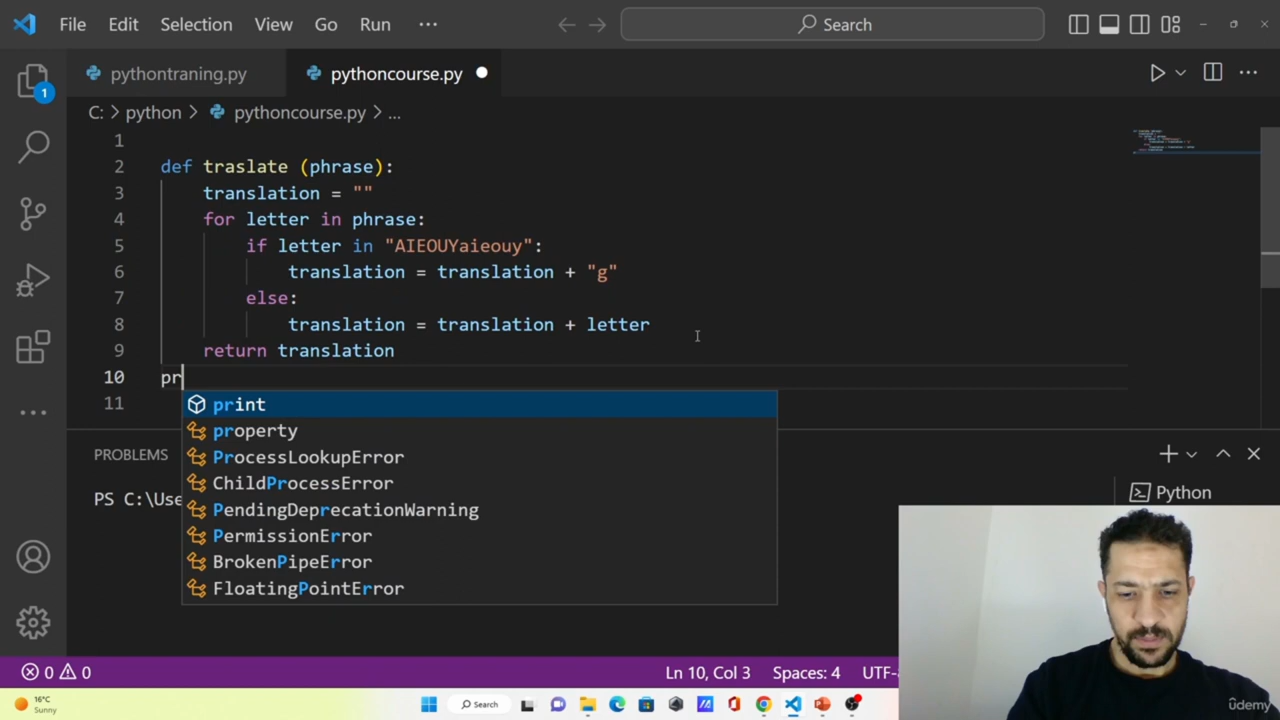 File Edit Selection View Go Run ··· Search
pythontraning.py pythoncourse.py
1
C: > python > pythoncourse.py > ...
1
2 def traslate (phrase):
3 translation = ""
4 for letter in phrase:
5 if letter in "AIEOUYaieouy":
6 translation = translation + "g"
7 else:
8 translation = translation + letter
9 return translation
10 pr
11
print
property
ProcessLookupError
ChildProcessError
PendingDeprecationWarning
PermissionError
BrokenPipeError
FloatingPointError
PROBLEMS
PS C:\Use
Python
0 0 Ln 10, Col 3 Spaces: 4 UTF-
16°C
Sunny
Search
ûdemy